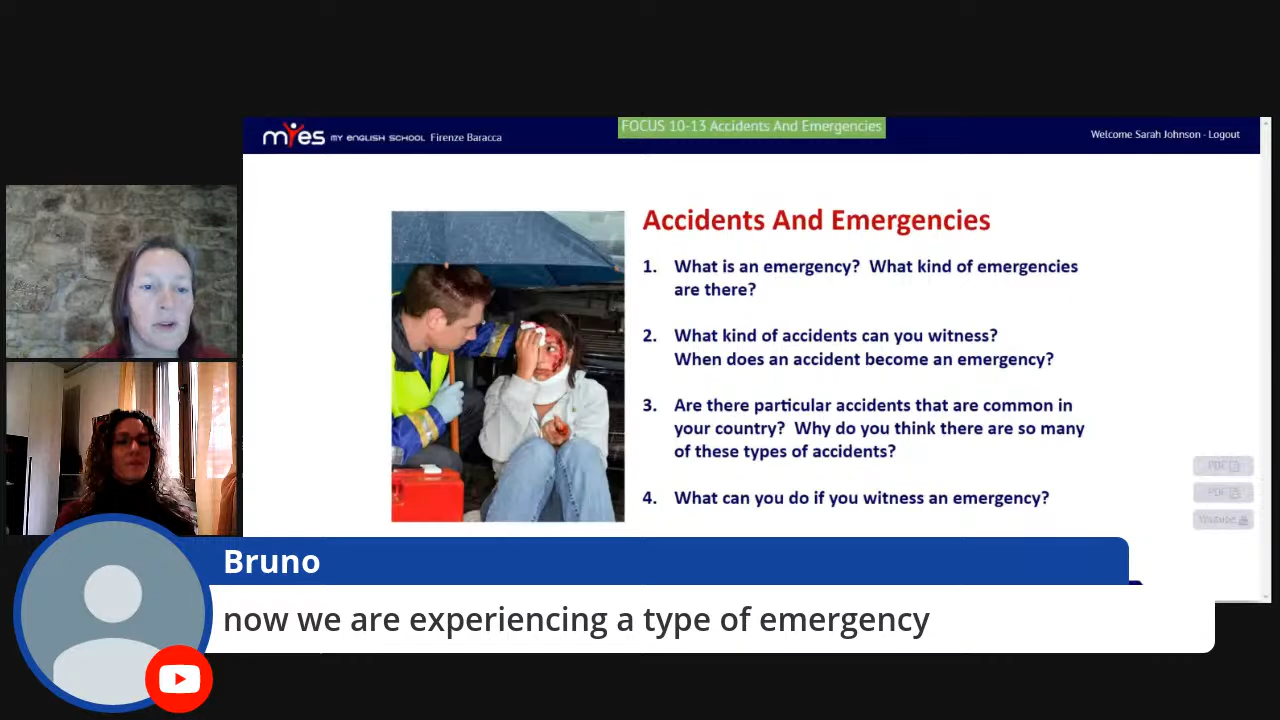 myes MY ENGLISH SCHOOL Firenze Baracca
FOCUS 10-13 Accidents And Emergencies
Welcome Sarah Johnson - Logout
Accidents And Emergencies
1. What is an emergency? What kind of emergencies
are there?
2. What kind of accidents can you witness?
When does an accident become an emergency?
3. Are there particular accidents that are common in
your country? Why do you think there are so many
of these types of accidents?
4. What can you do if you witness an emergency?
PDF
PDF
Youtube
Bruno
now we are experiencing a type of emergency